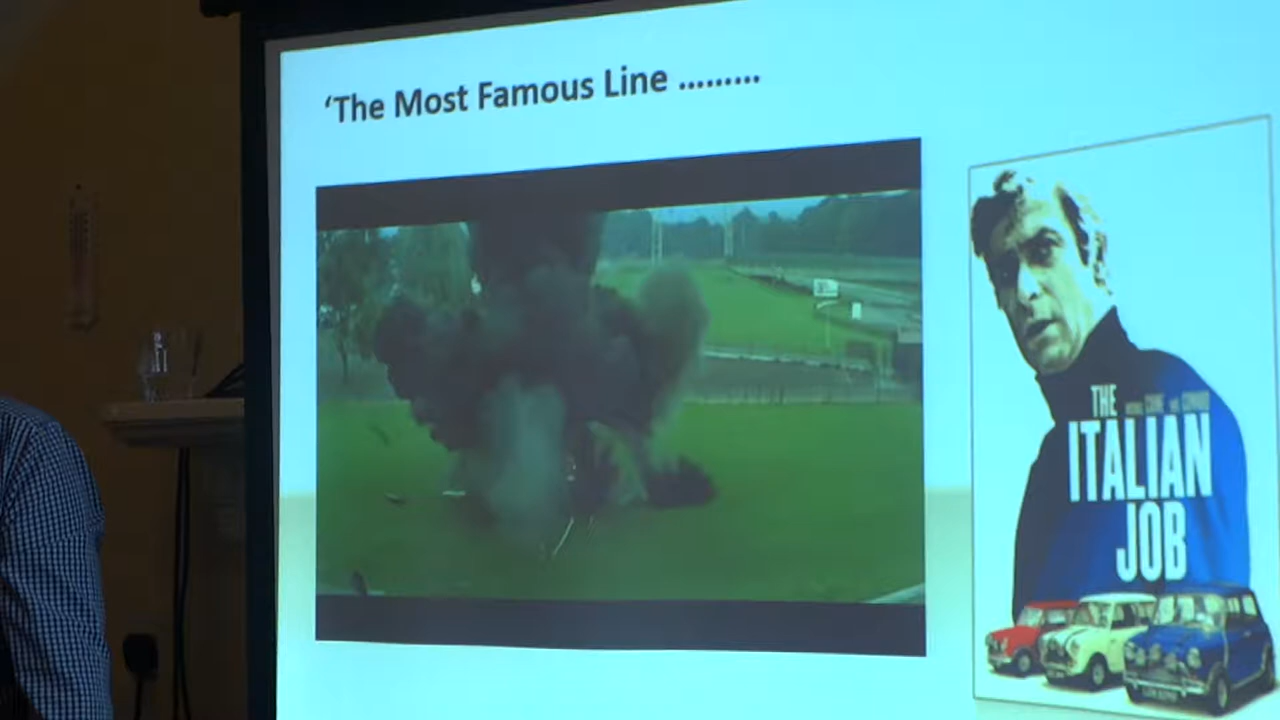 ‘The Most Famous Line .........
THE
ITALIAN
JOB